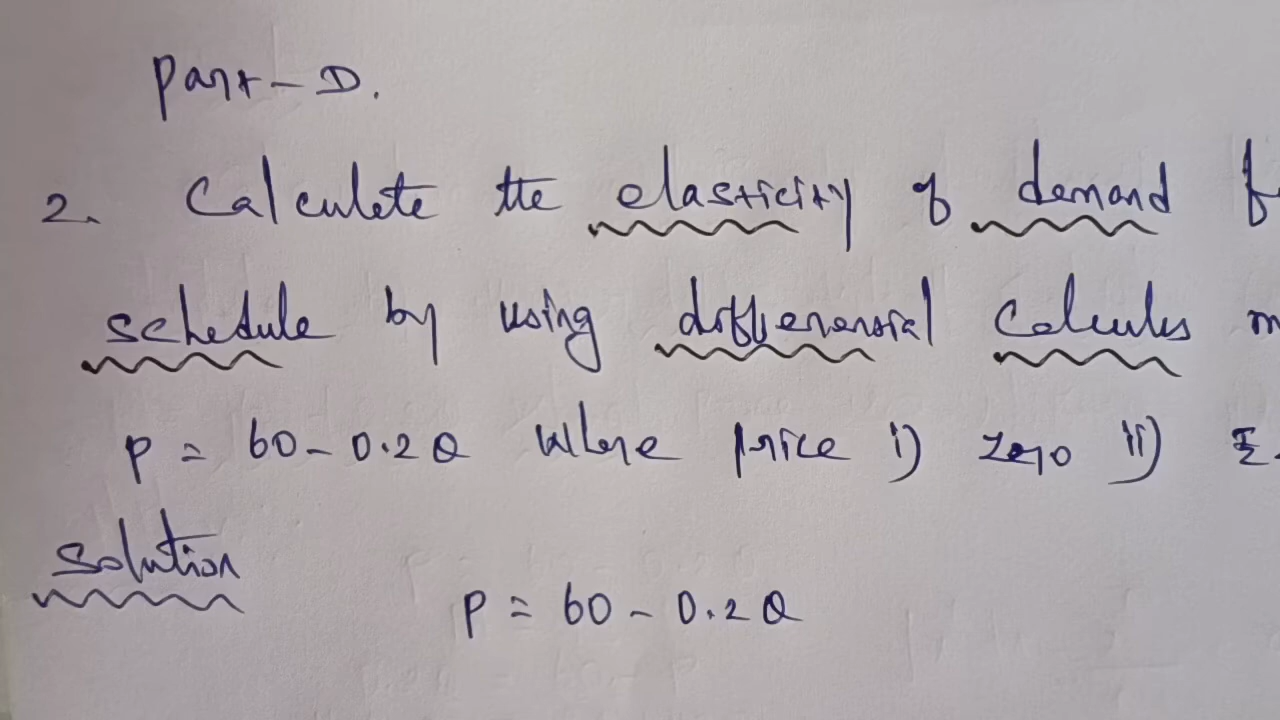 Part - D.
2. Calculate the elasticity of demand
schedule by using differential calculus
P = 60 - 0.2Q where price i) zero ii) ₹
Solution
P = 60 - 0.2Q